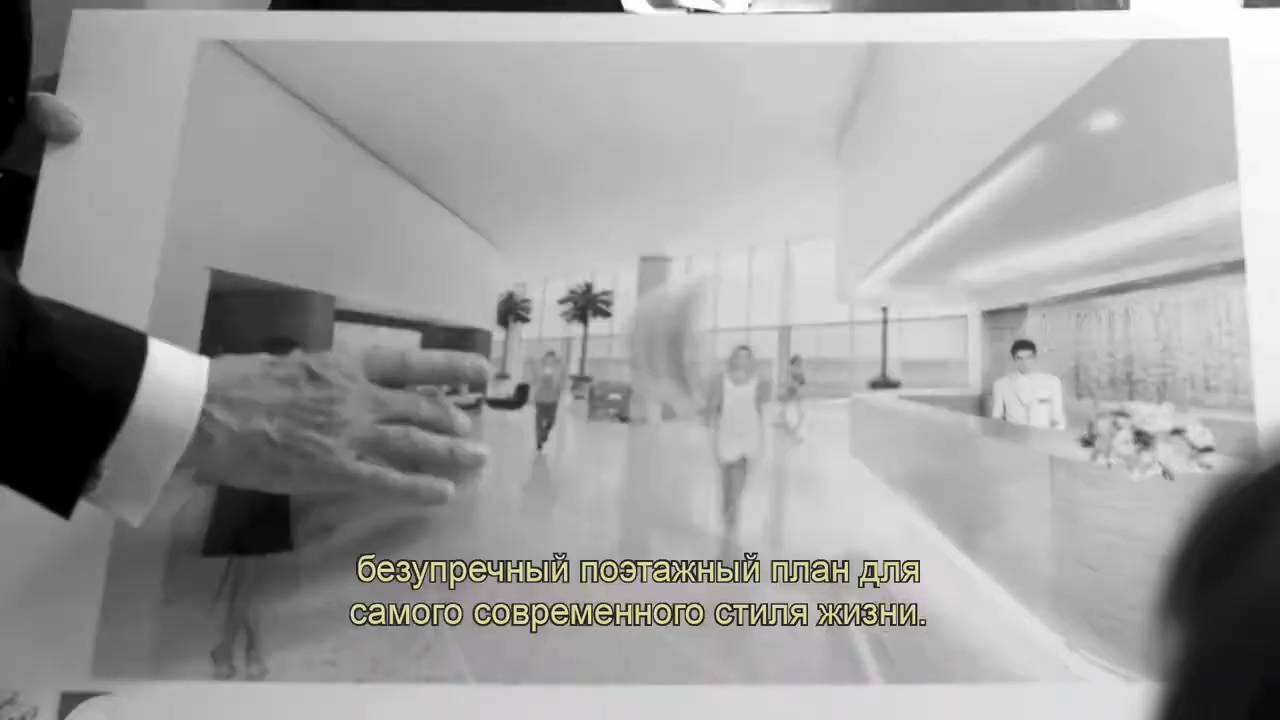 безупречный поэтажный план для
самого современного стиля жизни.